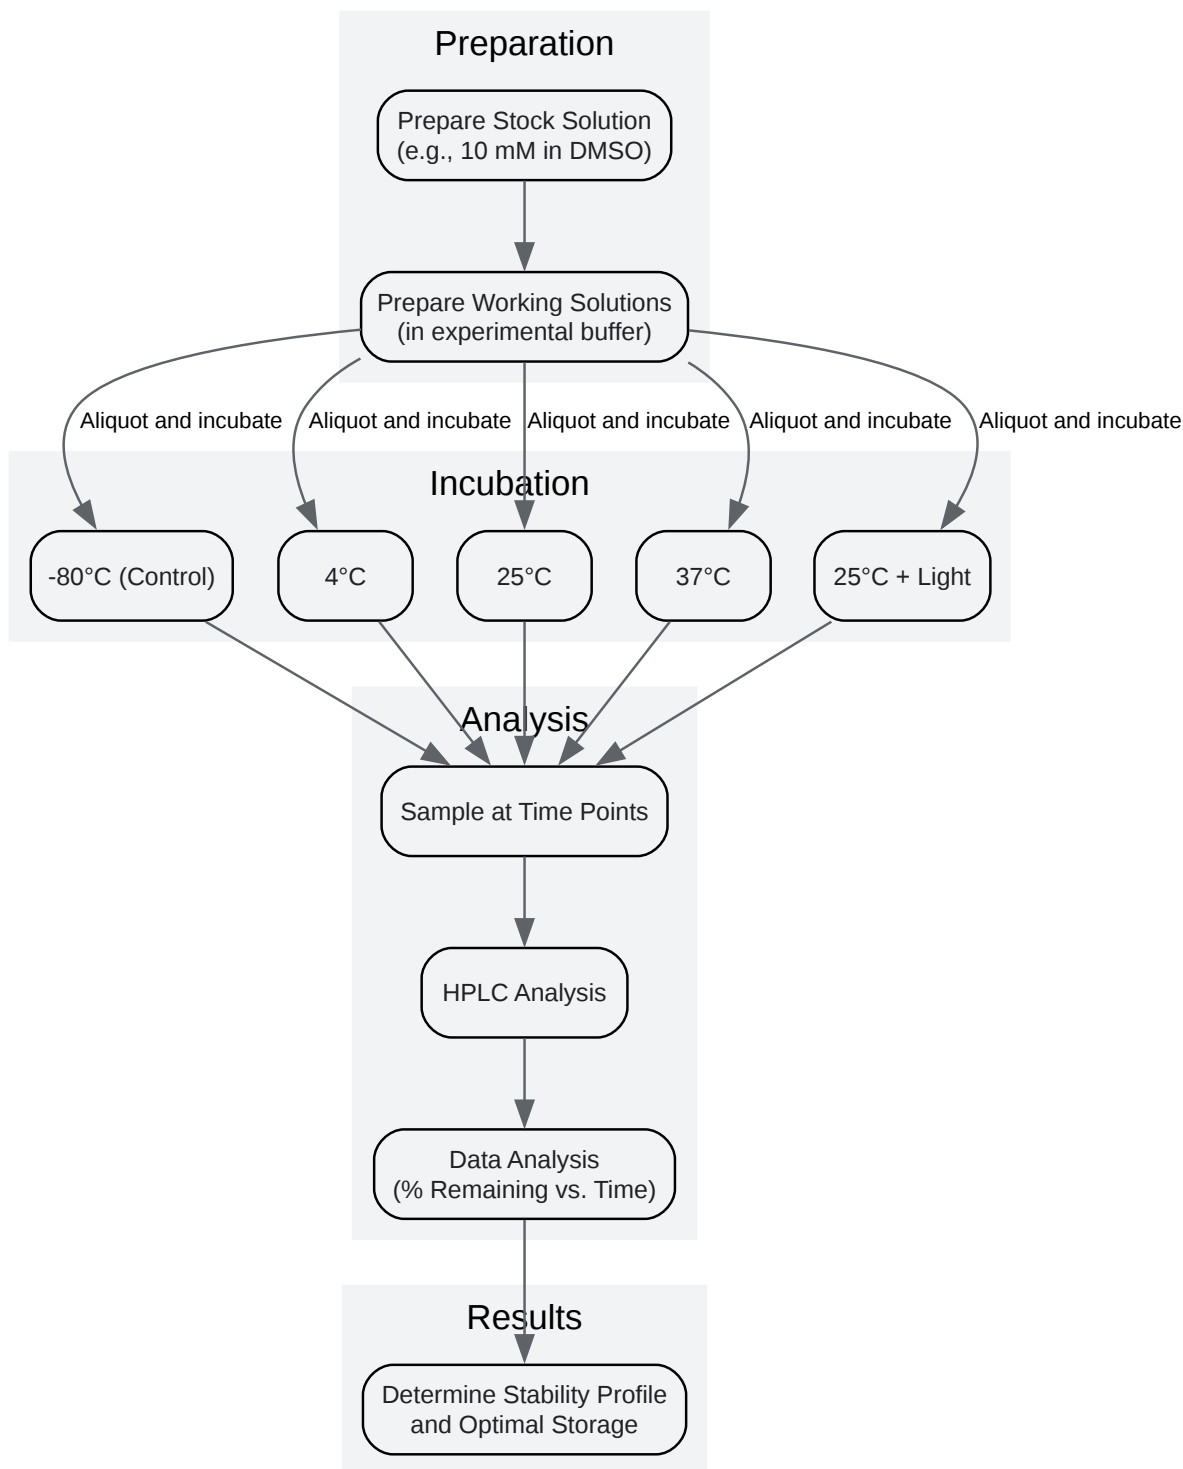 Preparation
Prepare Stock Solution
(e.g., 10 mM in DMSO)
Prepare Working Solutions
(in experimental buffer)
Aliquot and incubate
Aliquot and incubate
Aliquot and incubate
Aliquot and incubate
Aliquot and incubate
Incubation
-80°C (Control)
4°C
25°C
37°C
25°C + Light
Analysis
Sample at Time Points
HPLC Analysis
Data Analysis
(% Remaining vs. Time)
Results
Determine Stability Profile
and Optimal Storage